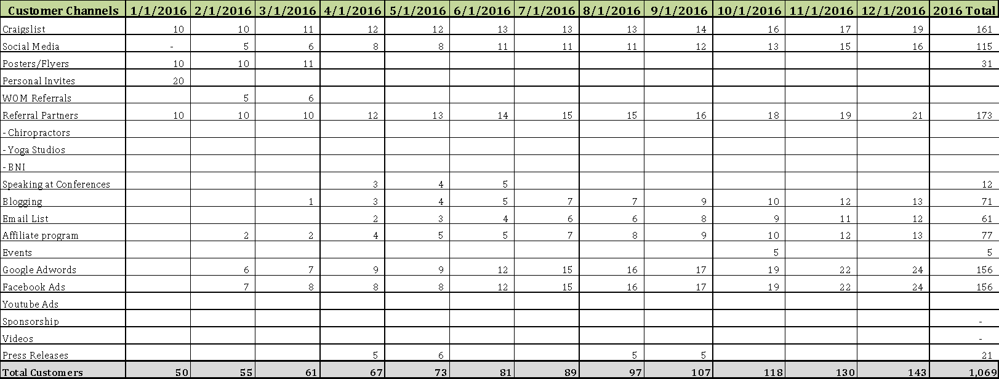 Customer Channels 1/1/2016 2/1/2016 3/1/2016 4/1/2016 5/1/2016 6/1/2016 7/1/2016 8/1/2016 9/1/2016 10/1/2016 11/1/2016 12/1/2016 2016 Total
Craigslist 10 10 11 12 12 13 13 13 14 16 17 19 161
Social Media - 5 6 8 8 11 11 11 12 13 15 16 115
Posters/Flyers 10 10 11 31
Personal Invites 20
WOM Referrals 5 6
Referral Partners 10 10 10 12 13 14 15 15 16 18 19 21 173
- Chiropractors
- Yoga Studios
- BNI
Speaking at Conferences 3 4 5 12
Blogging 1 3 4 5 7 7 9 10 12 13 71
Email List 2 3 4 6 6 8 9 11 12 61
Affiliate program 2 2 4 5 5 7 8 9 10 12 13 77
Events 5 5
Google Adwords 6 7 9 9 12 15 16 17 19 22 24 156
Facebook Ads 7 8 8 8 12 15 16 17 19 22 24 156
Youtube Ads
Sponsorship -
Videos -
Press Releases 5 6 5 5 21
Total Customers 50 55 61 67 73 81 89 97 107 118 130 143 1,069